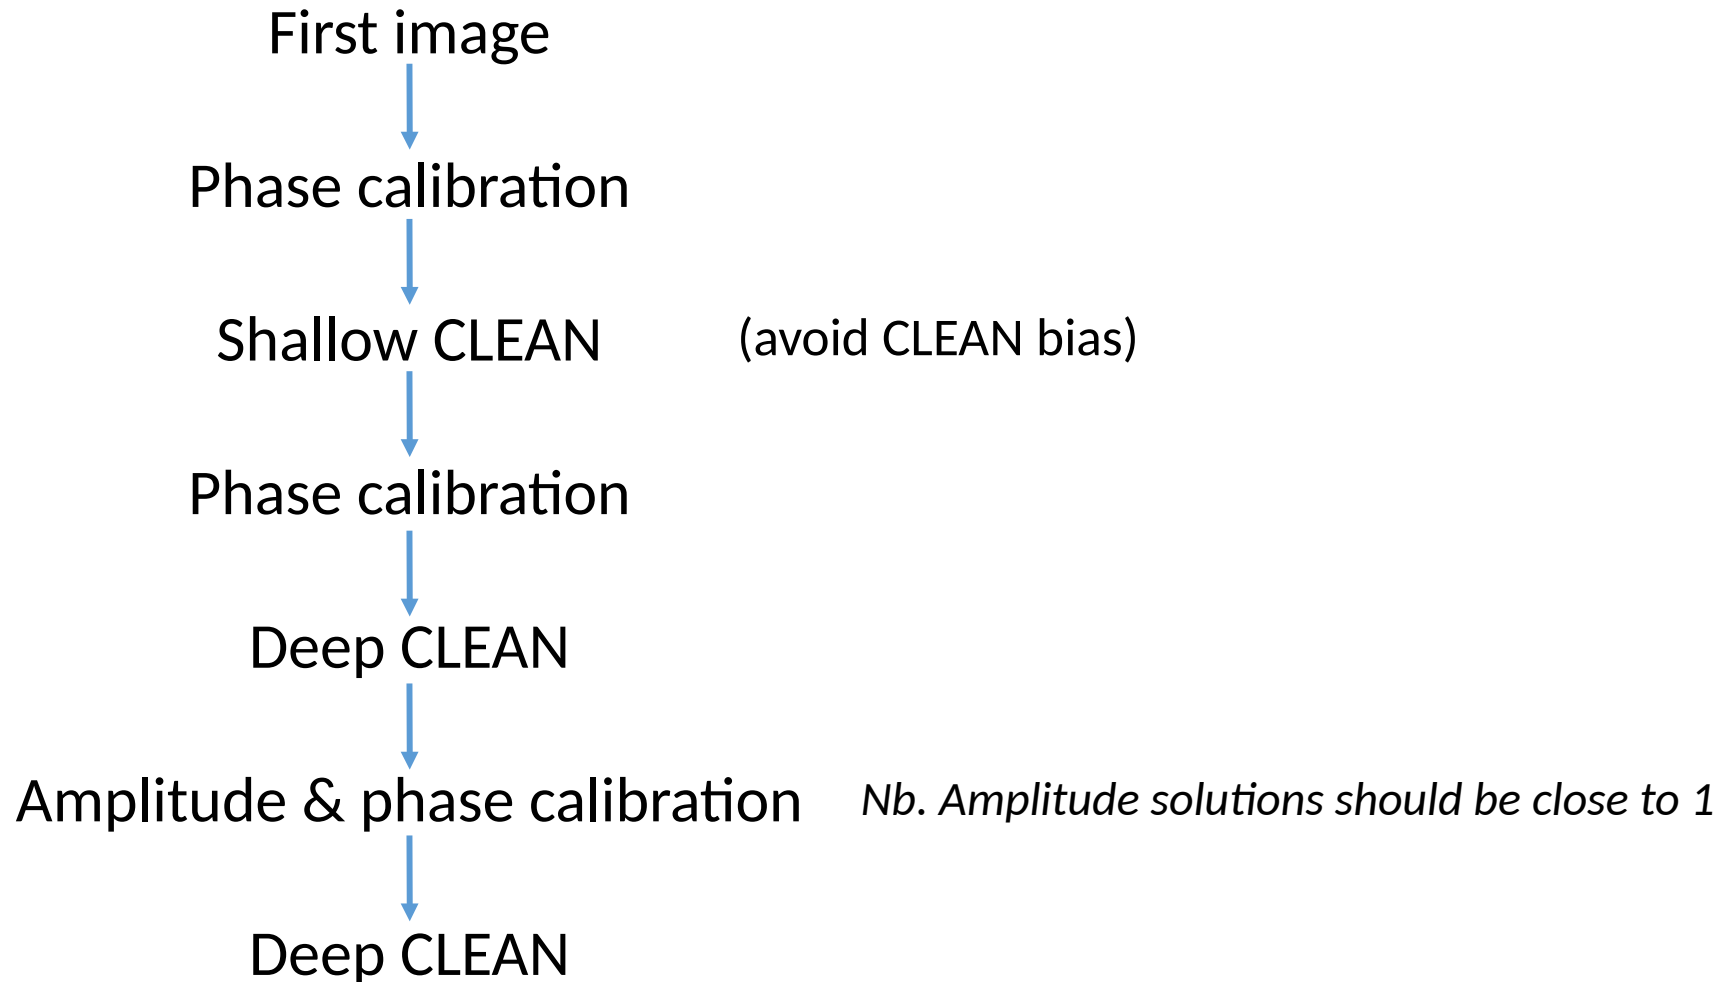 First image
Phase calibration
Shallow CLEAN (avoid CLEAN bias)
Phase calibration
Deep CLEAN
Amplitude & phase calibration Nb. Amplitude solutions should be close to 1
Deep CLEAN